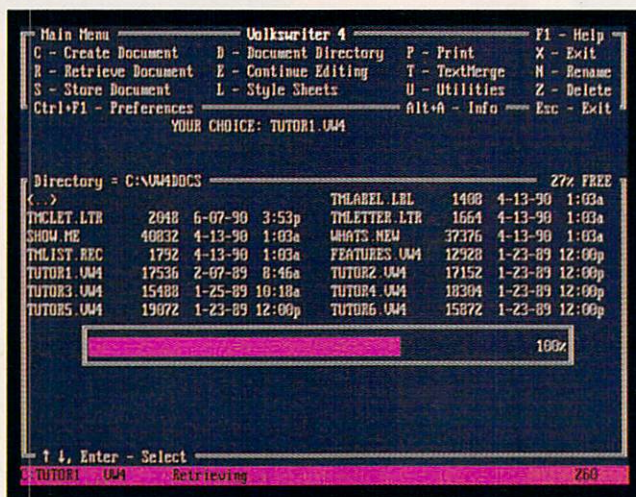 Main Menu Volkswriter 4 F1 - Help
C - Create Document D - Document Directory P - Print X - Exit
R - Retrieve Document E - Continue Editing T - TextMerge N - Rename
S - Store Document L - Style Sheets U - Utilities Z - Delete
Ctrl+F1 - Preferences Alt+A - Info Esc - Exit
YOUR CHOICE: TUTOR1.VW4
Directory = C:\VW4DOCS 27% FREE
<..> TMLABEL.LBL 1408 4-13-90 1:03a
TMCLET.LTR 2048 6-07-90 3:53p TMLETTER.LTR 1664 4-13-90 1:03a
SHOW.ME 40832 4-13-90 1:03a WHATS.NEW 37376 4-13-90 1:03a
TMLIST.REC 1792 4-13-90 1:03a FEATURES.VW4 12928 1-23-89 12:00p
TUTOR1.VW4 17536 2-07-89 8:46a TUTOR2.VW4 17152 1-23-89 12:00p
TUTOR3.VW4 15488 1-25-89 10:18a TUTOR4.VW4 18304 1-23-89 12:00p
TUTOR5.VW4 19072 1-23-89 12:00p TUTOR6.VW4 15872 1-23-89 12:00p
100%
↑ ↓, Enter - Select
C:TUTOR1 VW4 Retrieving 260